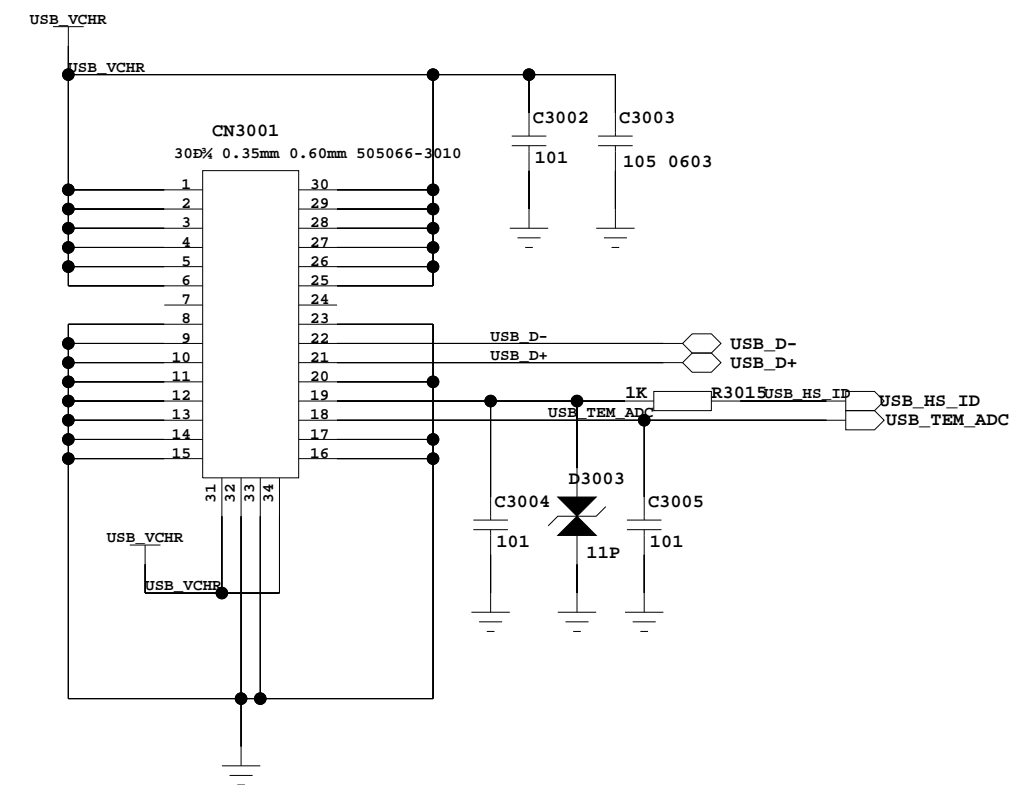 USB_VCHR
USB_VCHR
C3002 C3003
CN3001
30Đ¾ 0.35mm 0.60mm 505066-3010
101 105 0603
1 30
2 29
3 28
4 27
5 26
6 25
7 24
8 23
9 22 USB_D- USB_D-
10 21 USB_D+ USB_D+
11 20
12 19 1K R3015 USB_HS_ID USB_HS_ID
13 18 USB_TEM_ADC USB_TEM_ADC
14 17
15 16
31 32 33 34
D3003
C3004 C3005
USB_VCHR 101 11P 101
USB_VCHR